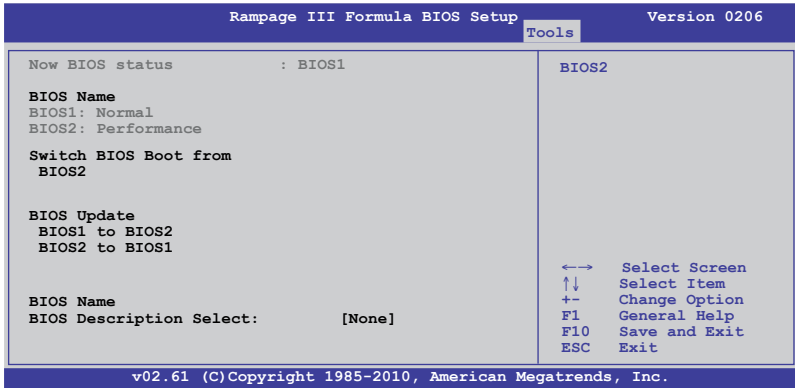 Rampage III Formula BIOS Setup Version 0206
Tools
Now BIOS status : BIOS1
BIOS Name
BIOS1: Normal
BIOS2: Performance
Switch BIOS Boot from
BIOS2
BIOS Update
BIOS1 to BIOS2
BIOS2 to BIOS1
BIOS Name
BIOS Description Select: [None]
BIOS2
←→ Select Screen
↑↓ Select Item
+- Change Option
F1 General Help
F10 Save and Exit
ESC Exit
v02.61 (C)Copyright 1985-2010, American Megatrends, Inc.